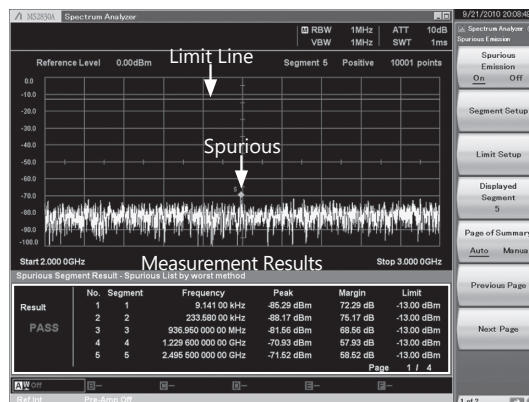 MS2830A Spectrum Analyzer
9/21/2010 20:08:49
M RBW 1MHz ATT 10dB
VBW 1MHz SWT 1ms
Reference Level 0.00dBm Segment 5 Positive 10001 points
Limit Line
0.0
-10.0
-20.0
-30.0
-40.0
-50.0
-60.0
-70.0
-80.0
-90.0
-100.0
Spurious
5
Start 2.000 0GHz Stop 3.000 0GHz
Measurement Results
Spurious Segment Result - Spurious List by worst method
No. Segment Frequency Peak Margin Limit
Result
PASS
1 1 9.141 00 kHz -85.29 dBm 72.29 dB -13.00 dBm
2 2 233.580 00 kHz -88.17 dBm 75.17 dB -13.00 dBm
3 3 936.950 000 00 MHz -81.56 dBm 68.56 dB -13.00 dBm
4 4 1.229 600 000 00 GHz -70.93 dBm 57.93 dB -13.00 dBm
5 5 2.495 500 000 00 GHz -71.52 dBm 58.52 dB -13.00 dBm
Page 1 / 4
AW Off B- C- D- E- F-
Ref.Int Pre-Amp Off
Spectrum Analyzer
Spurious Emission
Spurious
Emission
On Off
Segment Setup
Limit Setup
Displayed
Segment
5
Page of Summary
Auto Manua
Previous Page
Next Page
1 of 2